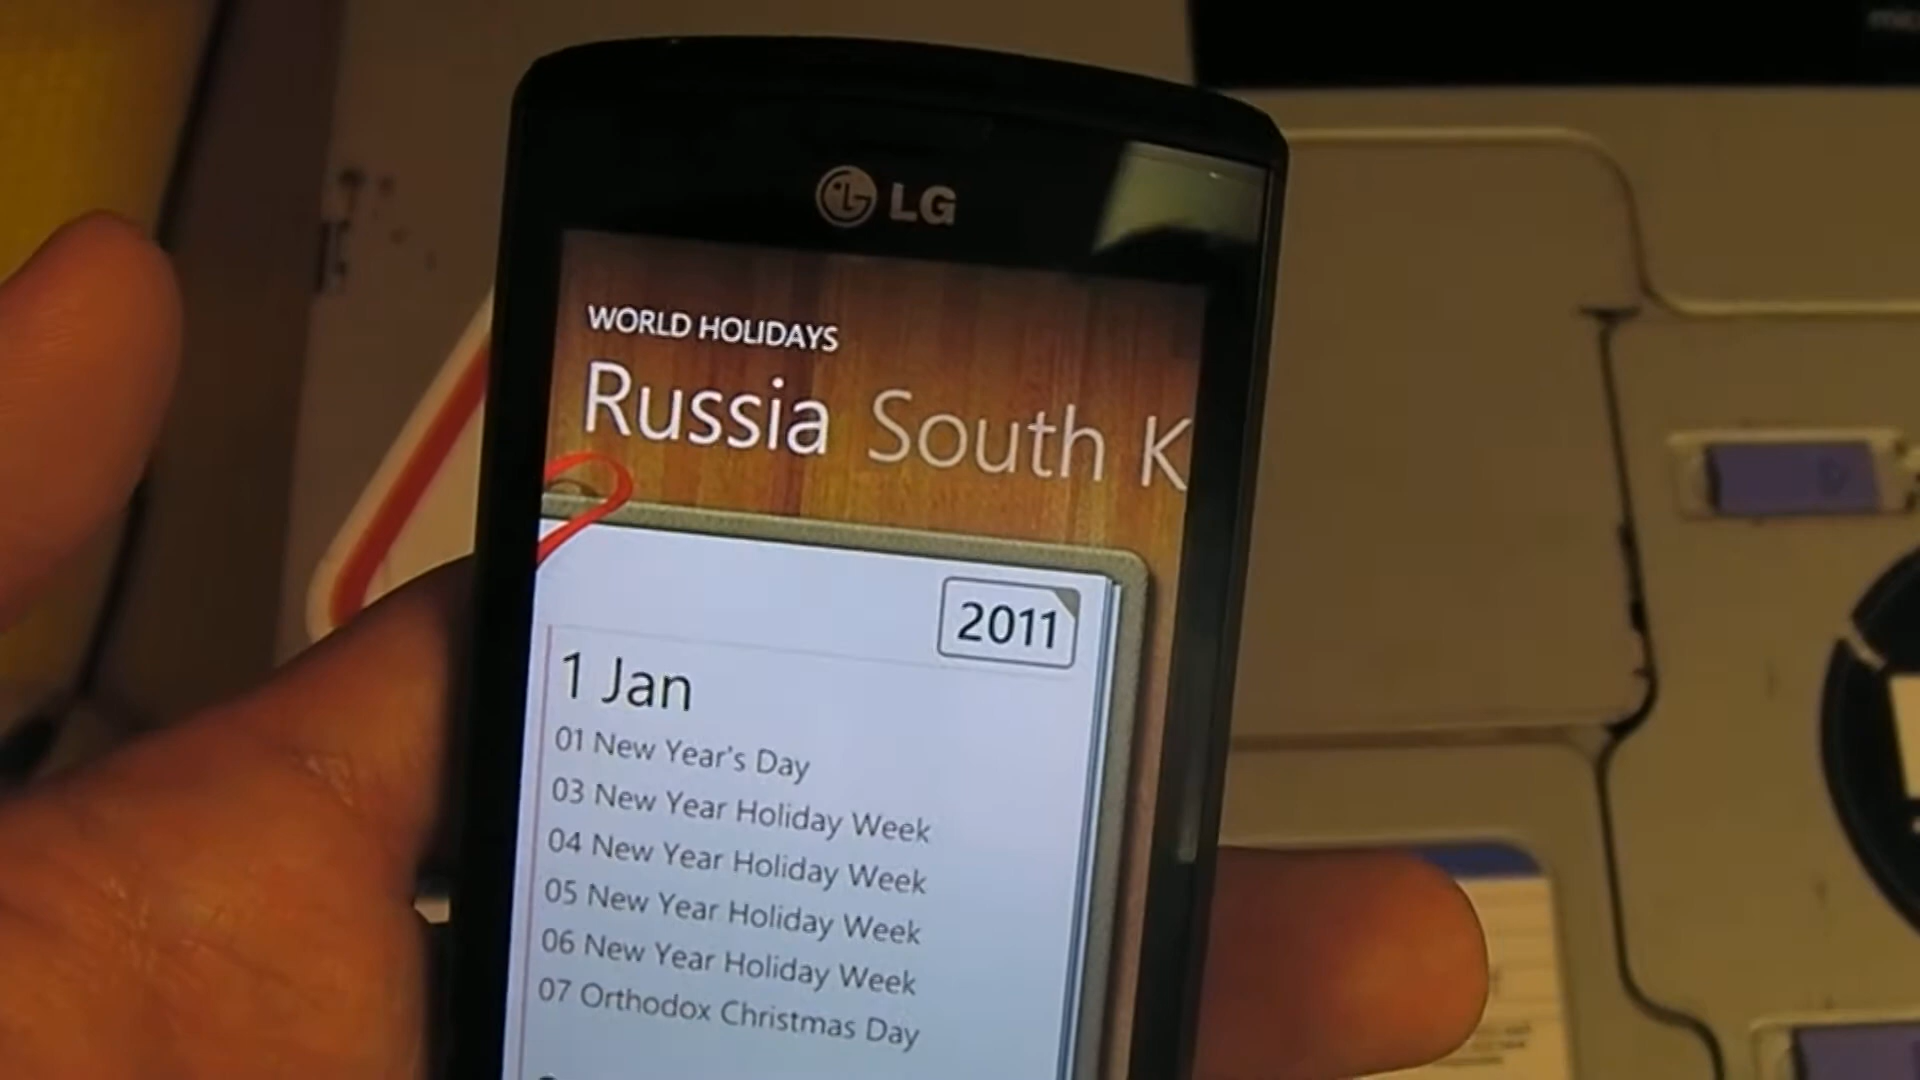 LG
WORLD HOLIDAYS
Russia South K
2011
1 Jan
01 New Year's Day
03 New Year Holiday Week
04 New Year Holiday Week
05 New Year Holiday Week
06 New Year Holiday Week
07 Orthodox Christmas Day